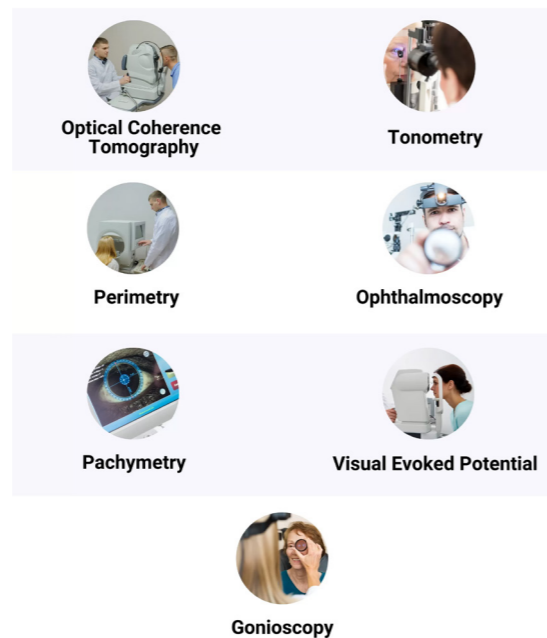 Optical Coherence
Tomography
Tonometry
Perimetry
Ophthalmoscopy
Pachymetry
Visual Evoked Potential
Gonioscopy